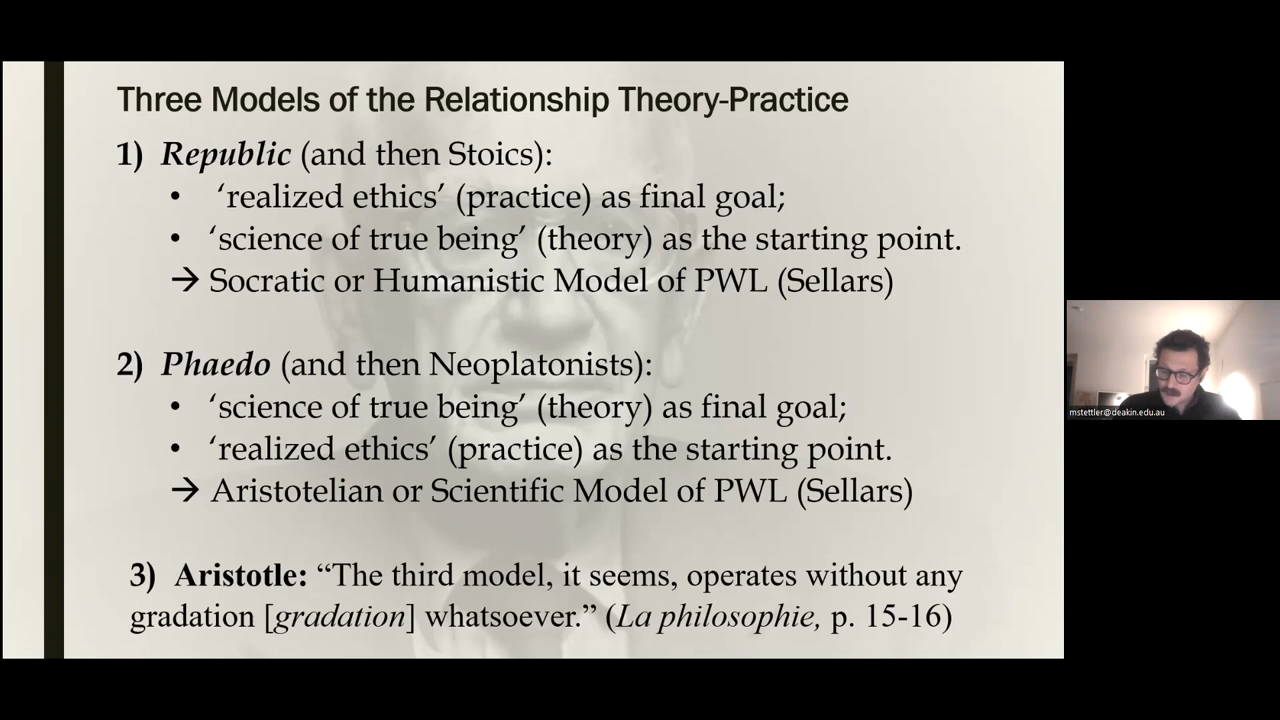 Three Models of the Relationship Theory-Practice
1) Republic (and then Stoics):
• ‘realized ethics’ (practice) as final goal;
• ‘science of true being’ (theory) as the starting point.
→ Socratic or Humanistic Model of PWL (Sellars)
2) Phaedo (and then Neoplatonists):
• ‘science of true being’ (theory) as final goal;
• ‘realized ethics’ (practice) as the starting point.
→ Aristotelian or Scientific Model of PWL (Sellars)
3) Aristotle: “The third model, it seems, operates without any
gradation [gradation] whatsoever.” (La philosophie, p. 15-16)
mstettler@deakin.edu.au